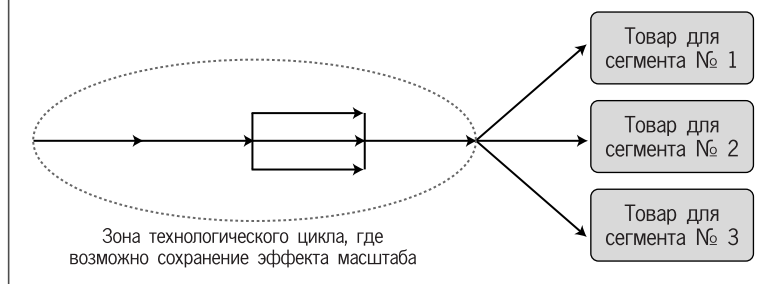 Товар для
сегмента № 1
Товар для
сегмента № 2
Товар для
сегмента № 3
Зона технологического цикла, где
возможно сохранение эффекта масштаба